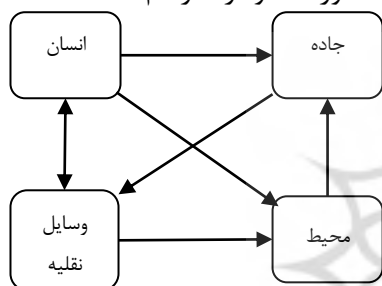 جاده
انسان
محیط
وسایل
نقلیه